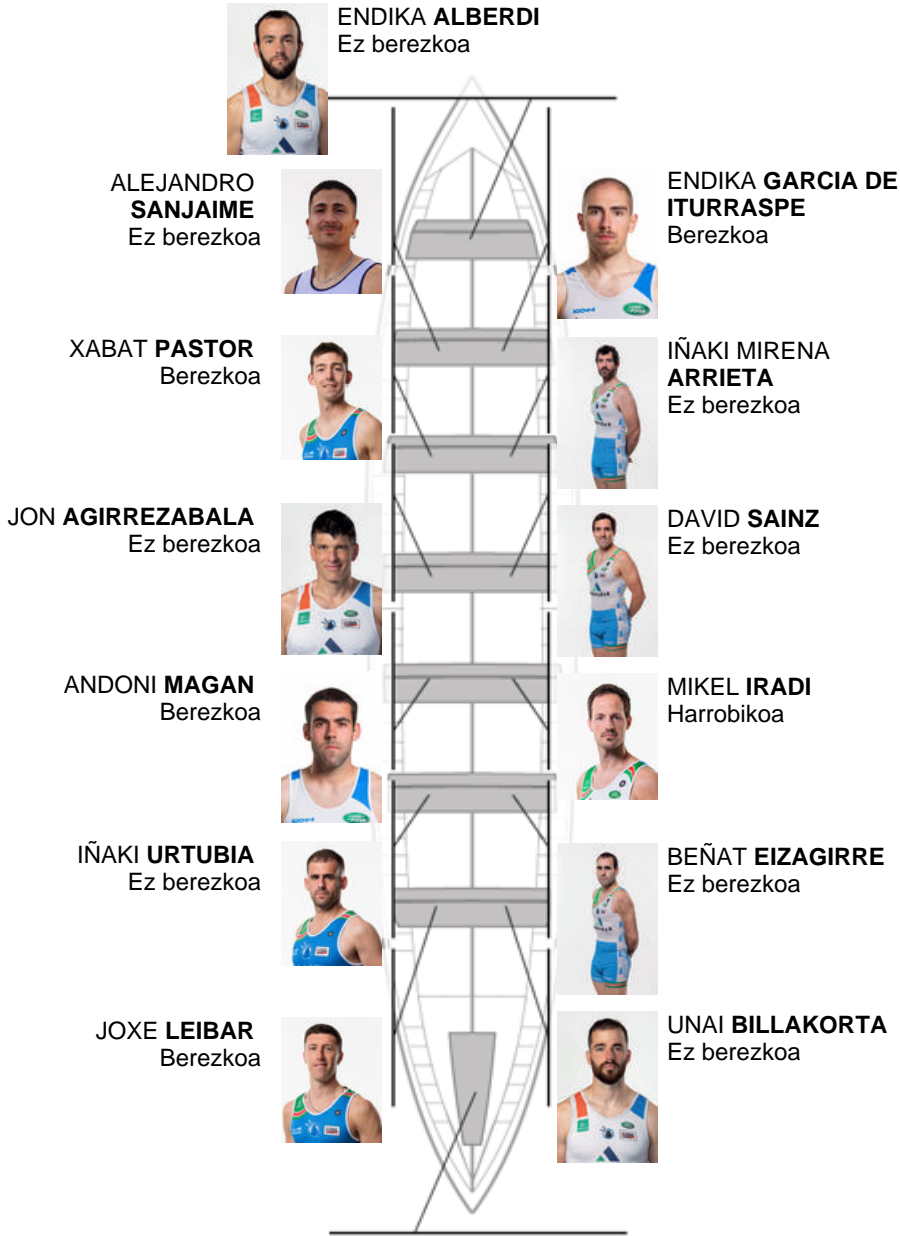 ENDIKA ALBERDI
Ez berezkoa
ALEJANDRO
SANJAIME
Ez berezkoa
ENDIKA GARCIA DE
ITURRASPE
Berezkoa
XABAT PASTOR
Berezkoa
IÑAKI MIRENA
ARRIETA
Ez berezkoa
JON AGIRREZABALA
Ez berezkoa
DAVID SAINZ
Ez berezkoa
ANDONI MAGAN
Berezkoa
MIKEL IRADI
Harrobikoa
IÑAKI URTUBIA
Ez berezkoa
BEÑAT EIZAGIRRE
Ez berezkoa
JOXE LEIBAR
Berezkoa
UNAI BILLAKORTA
Ez berezkoa